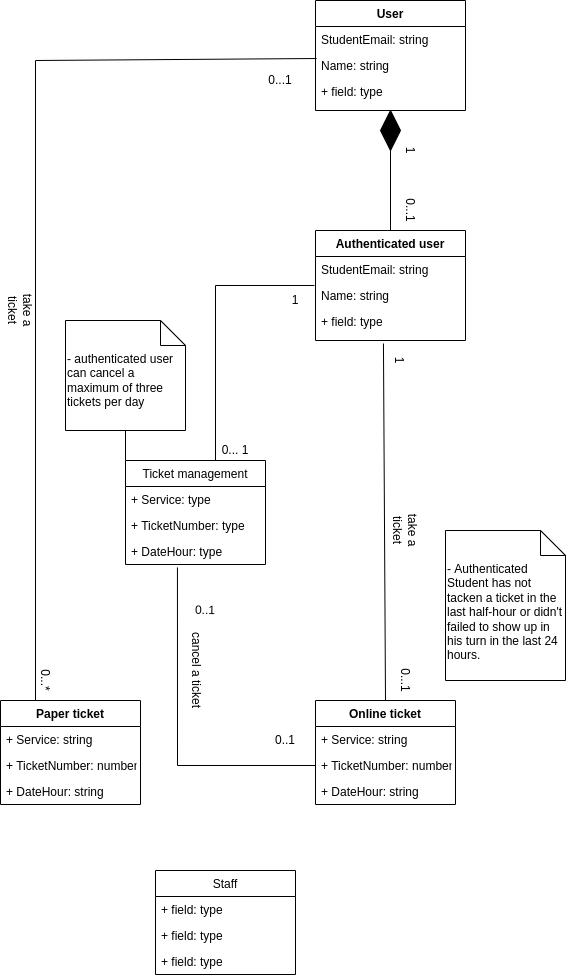 User
StudentEmail: string
Name: string
+ field: type
0...1
1
0...1
Authenticated user
StudentEmail: string
Name: string
+ field: type
1
1
take a
ticket
- authenticated user
can cancel a
maximum of three
tickets per day
0... 1
Ticket management
+ Service: type
+ TicketNumber: type
+ DateHour: type
take a
ticket
- Authenticated
Student has not
tacken a ticket in the
last half-hour or didn't
failed to show up in
his turn in the last 24
hours.
0..1
cancel a ticket
0...*
0...1
0..1
Paper ticket
+ Service: string
+ TicketNumber: number
+ DateHour: string
Online ticket
+ Service: string
+ TicketNumber: number
+ DateHour: string
Staff
+ field: type
+ field: type
+ field: type